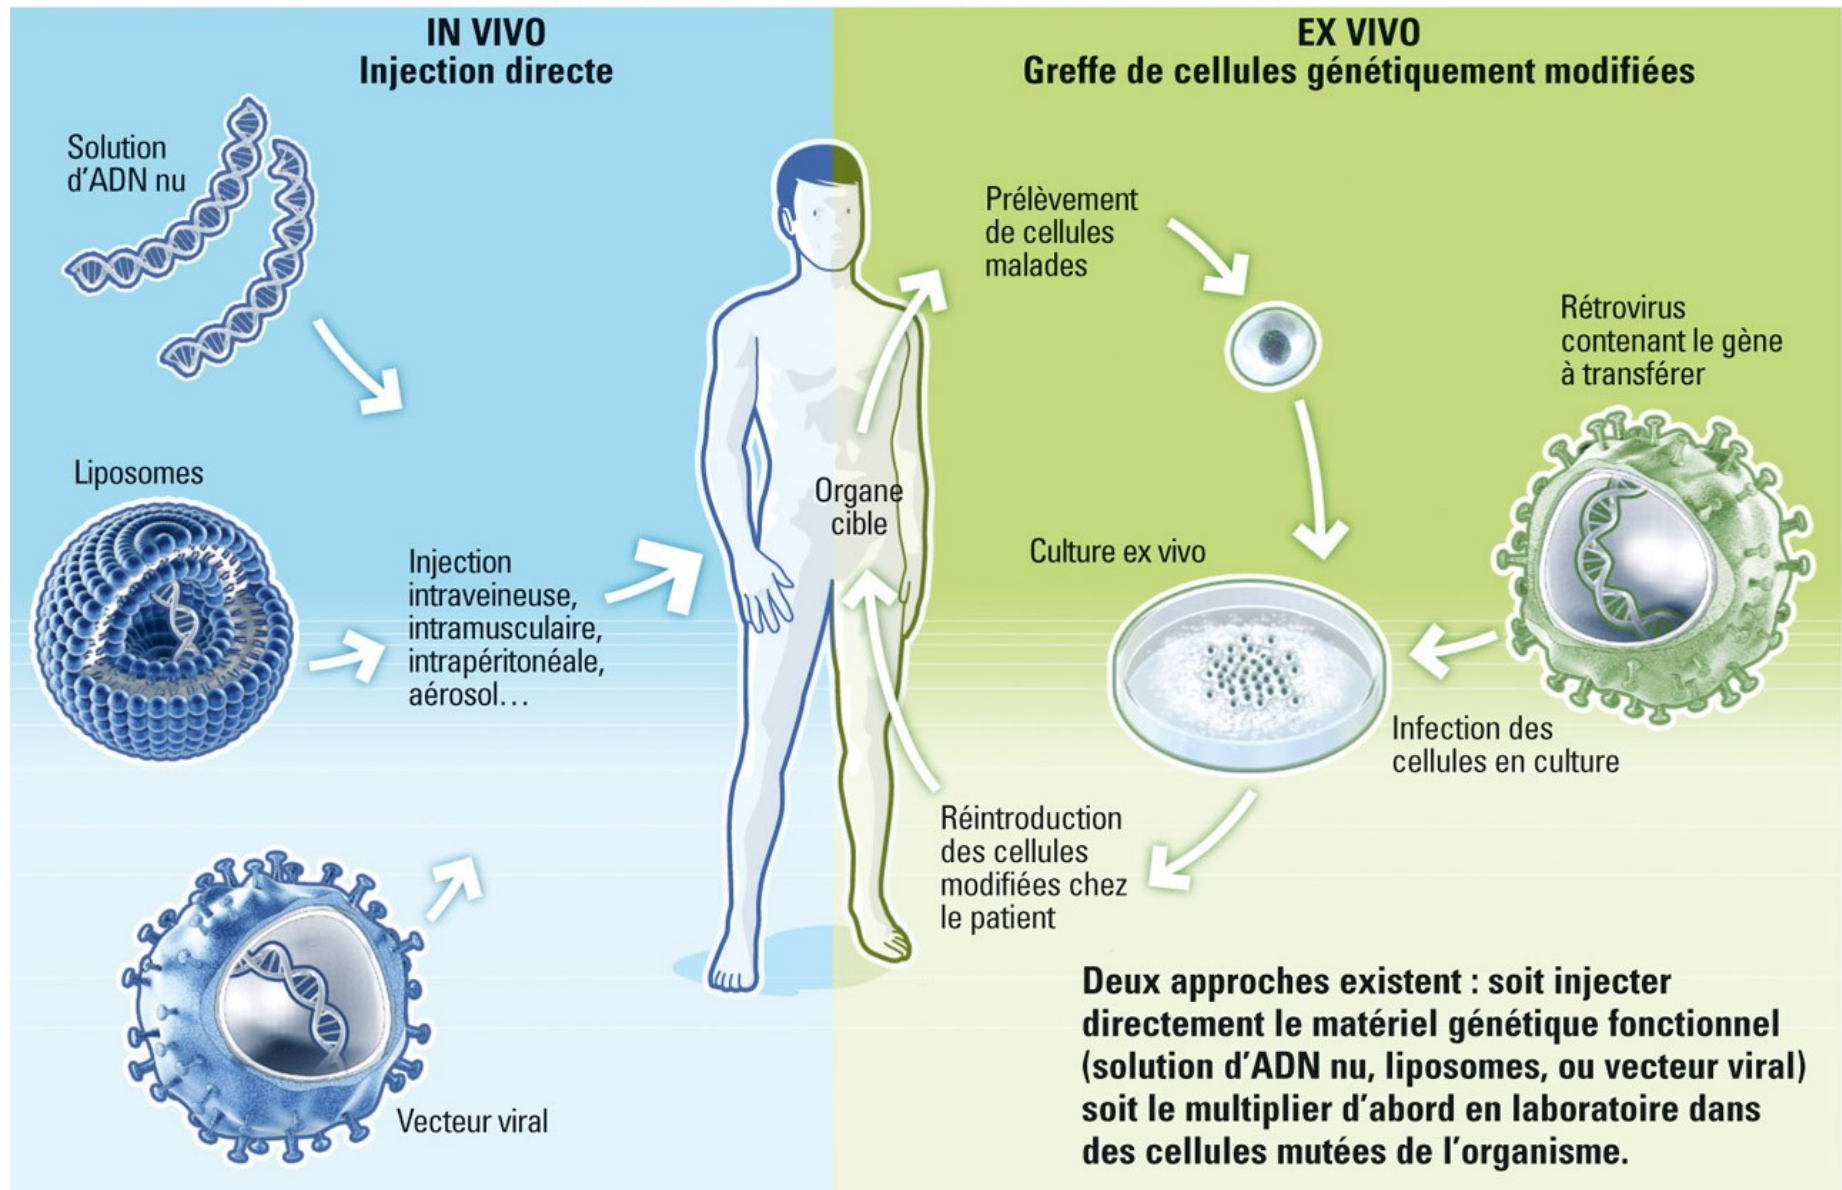 IN VIVO
Injection directe
Solution
d'ADN nu
Liposomes
Injection
intraveineuse,
intramusculaire,
intrapéritonéale,
aérosol…
Vecteur viral
Organe
cible
EX VIVO
Greffe de cellules génétiquement modifiées
Prélèvement
de cellules
malades
Rétrovirus
contenant le gène
à transférer
Culture ex vivo
Infection des
cellules en culture
Réintroduction
des cellules
modifiées chez
le patient
Deux approches existent : soit injecter
directement le matériel génétique fonctionnel
(solution d'ADN nu, liposomes, ou vecteur viral)
soit le multiplier d'abord en laboratoire dans
des cellules mutées de l'organisme.